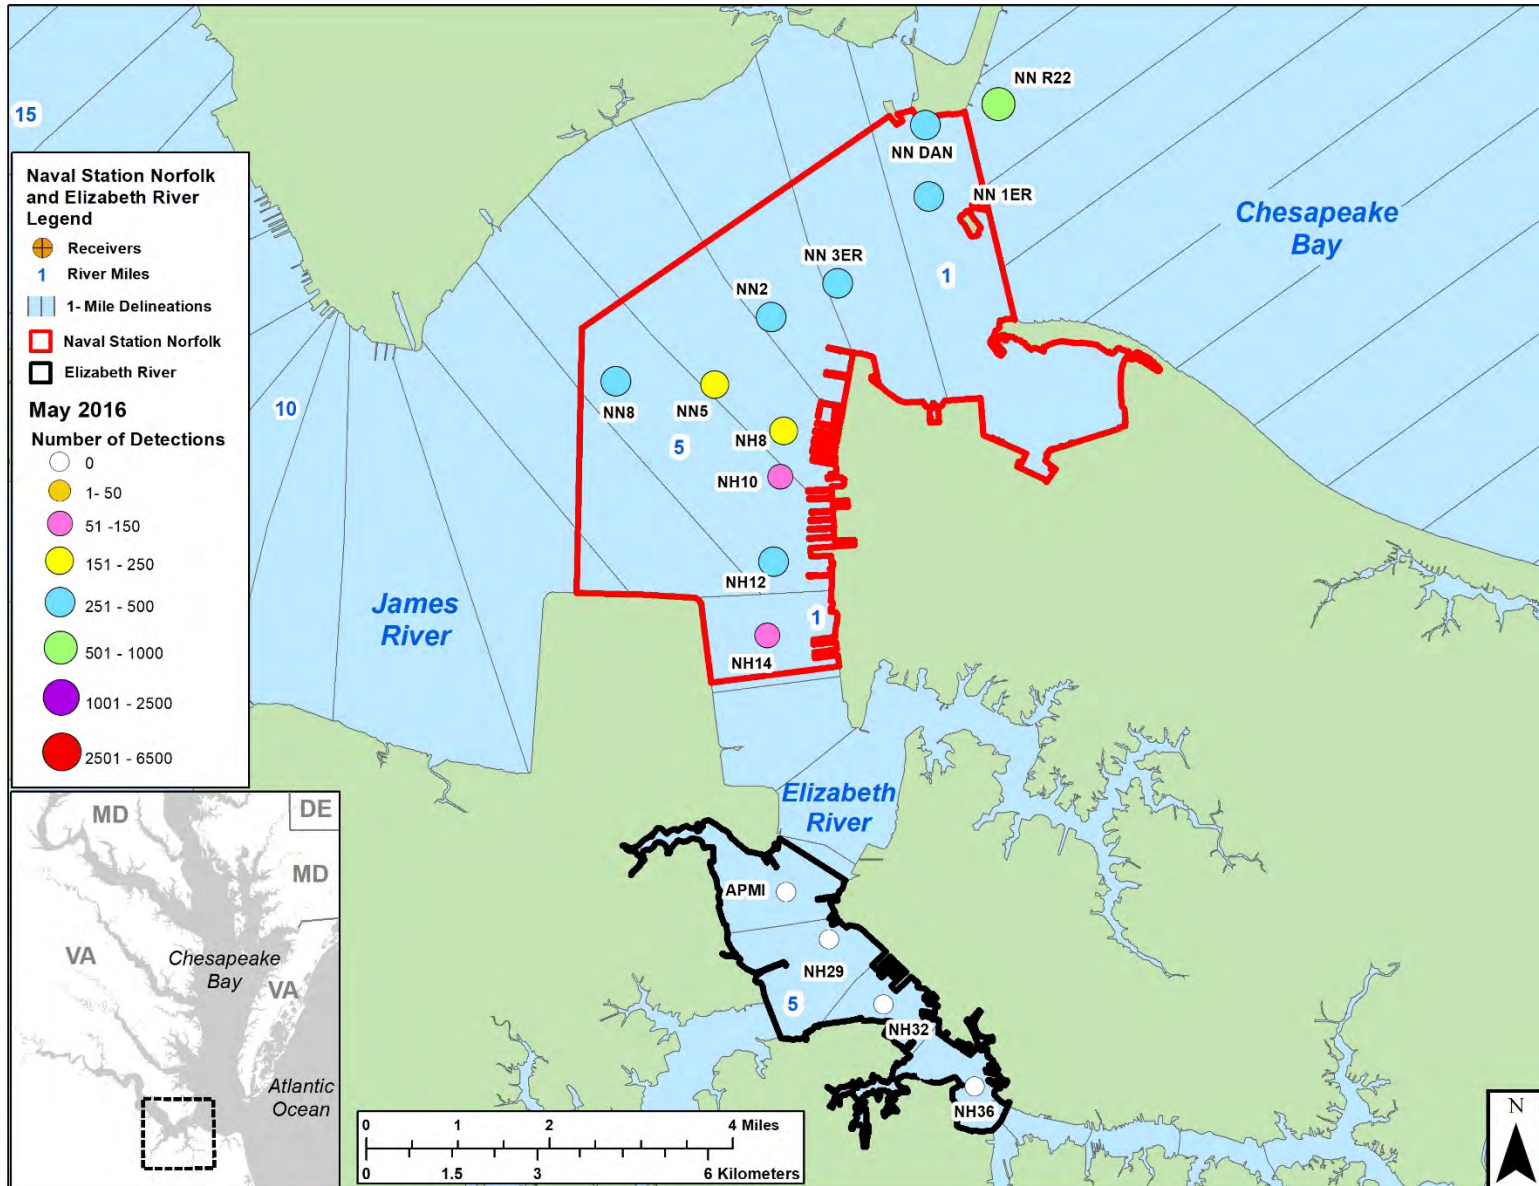 NN R22
15
NN DAN
Naval Station Norfolk
and Elizabeth River
Legend
Receivers
1 River Miles
1- Mile Delineations
Naval Station Norfolk
Elizabeth River
May 2016
Number of Detections
0
1- 50
51 -150
151 - 250
251 - 500
501 - 1000
1001 - 2500
2501 - 6500
NN 1ER
Chesapeake
Bay
NN 3ER
1
NN2
NN8
NN5
10
NH8
5
NH10
NH12
James
River
1
NH14
Elizabeth
River
APMI
NH29
5
NH32
NH36
MD
DE
MD
VA
Chesapeake
Bay
VA
Atlantic
Ocean
0 1 2 4 Miles
0 1.5 3 6 Kilometers
N